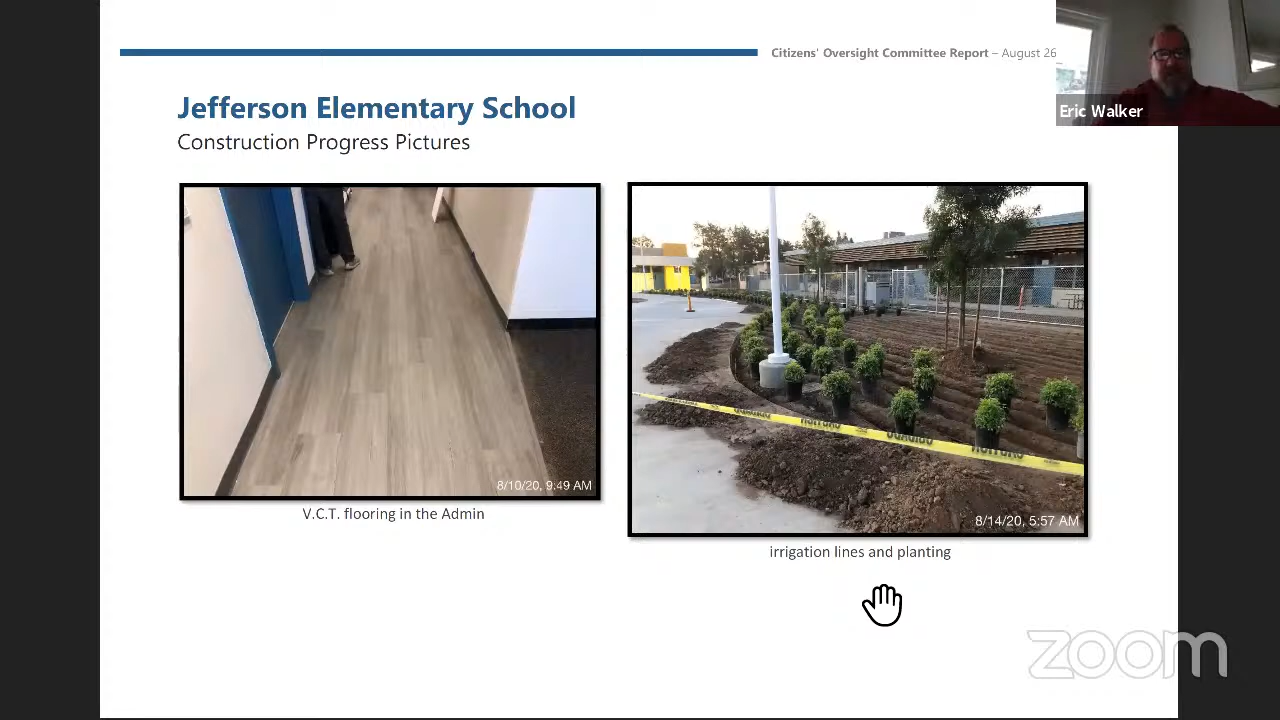 Citizens' Oversight Committee Report – August 26
Eric Walker
Jefferson Elementary School
Construction Progress Pictures
8/10/20, 9:49 AM
8/14/20, 5:57 AM
V.C.T. flooring in the Admin
irrigation lines and planting
zoom